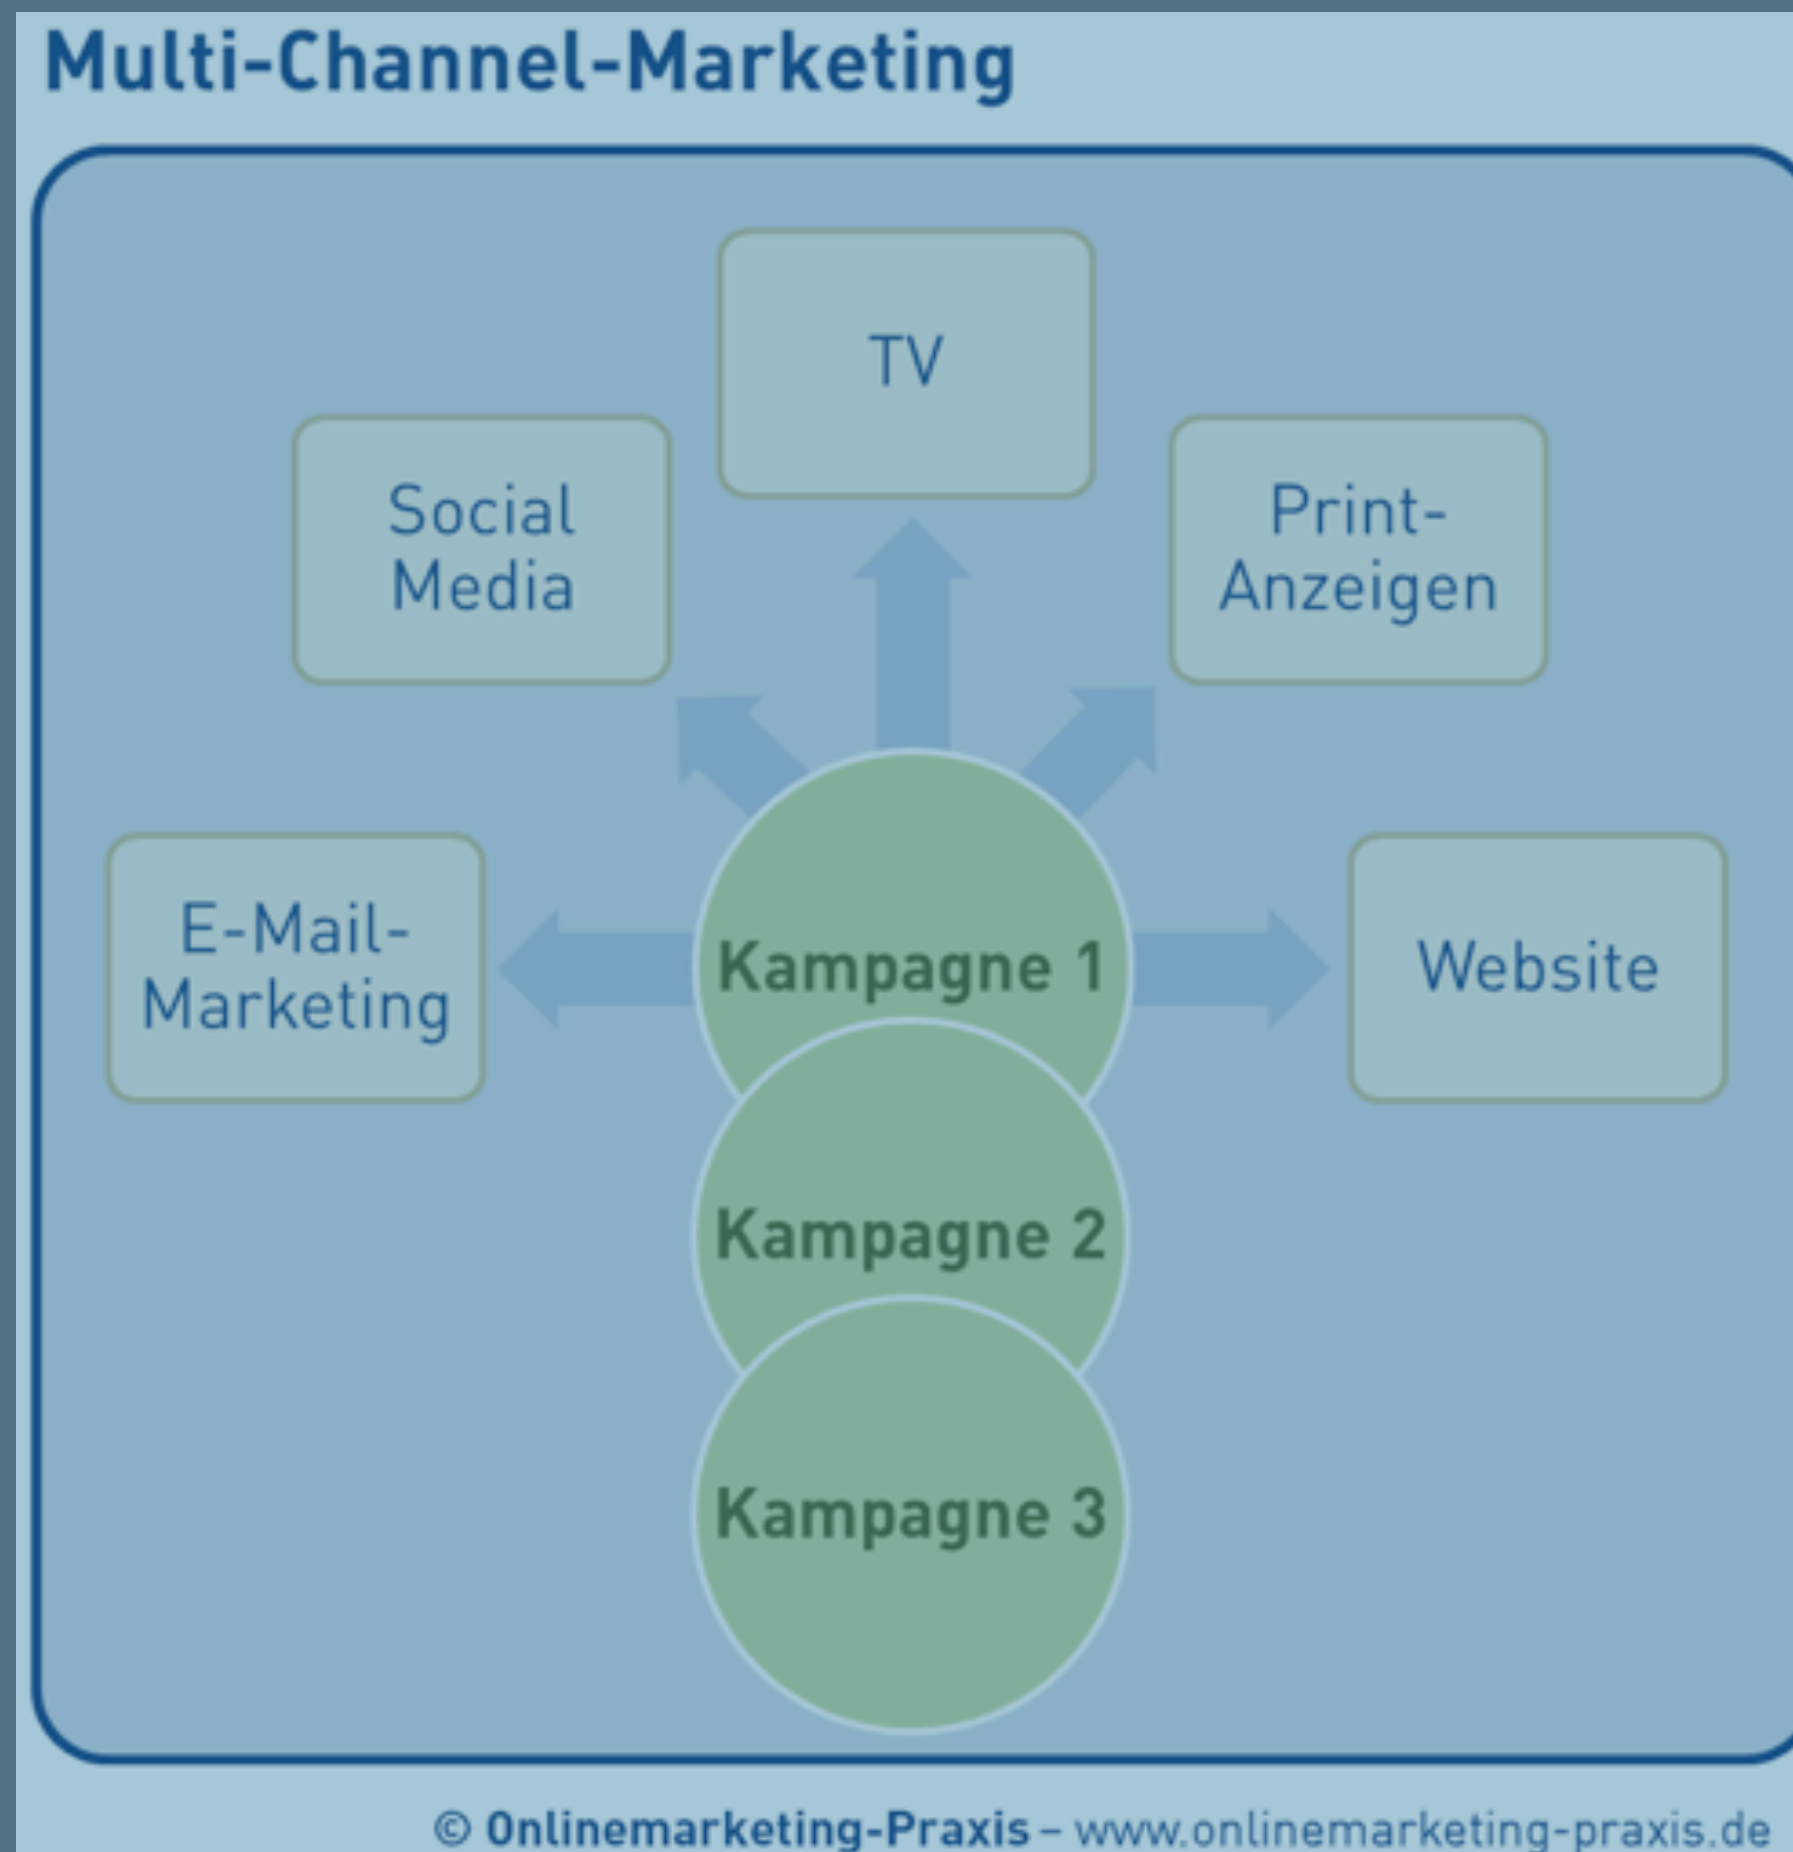 Multi-Channel-Marketing
TV
Social
Media
Print-
Anzeigen
E-Mail-
Marketing
Kampagne 1
Website
Kampagne 2
Kampagne 3
© Onlinemarketing-Praxis – www.onlinemarketing-praxis.de